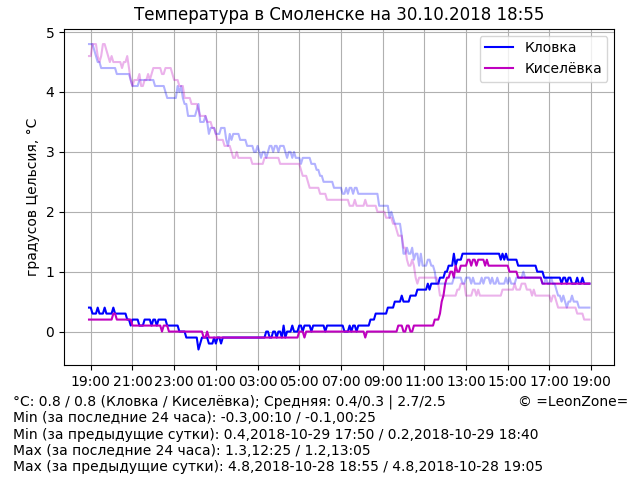 Температура в Смоленске на 30.10.2018 18:55
Кловка
Киселёвка
градусов Цельсия, °C
5
4
3
2
1
0
19:00 21:00 23:00 01:00 03:00 05:00 07:00 09:00 11:00 13:00 15:00 17:00 19:00
°C: 0.8 / 0.8 (Кловка / Киселёвка); Средняя: 0.4/0.3 | 2.7/2.5 © =LeonZone=
Min (за последние 24 часа): -0.3,00:10 / -0.1,00:25
Min (за предыдущие сутки): 0.4,2018-10-29 17:50 / 0.2,2018-10-29 18:40
Max (за последние 24 часа): 1.3,12:25 / 1.2,13:05
Max (за предыдущие сутки): 4.8,2018-10-28 18:55 / 4.8,2018-10-28 19:05